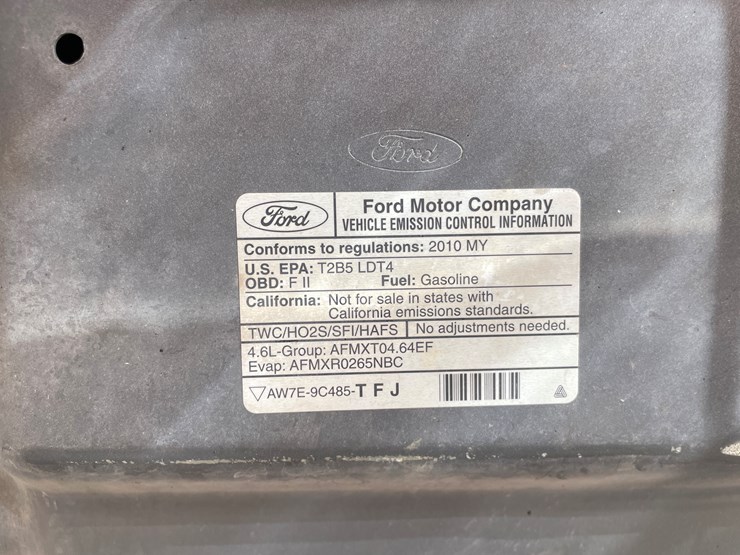 Ford
Ford
Ford Motor Company
VEHICLE EMISSION CONTROL INFORMATION
Conforms to regulations: 2010 MY
U.S. EPA: T2B5 LDT4
OBD: F II Fuel: Gasoline
California: Not for sale in states with
California emissions standards.
TWC/HO2S/SFI/HAFS No adjustments needed.
4.6L-Group: AFMXT04.64EF
Evap: AFMXR0265NBC
AW7E-9C485-T F J